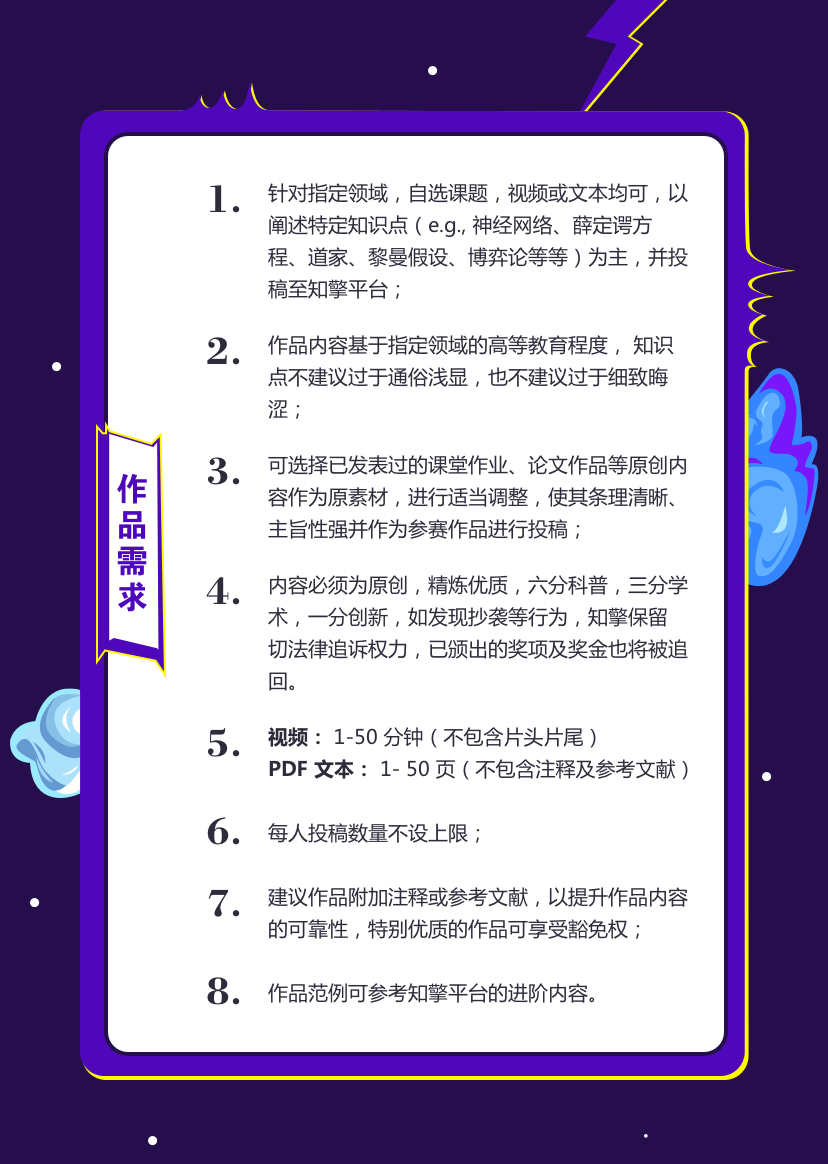 作品需求
1. 针对指定领域，自选课题，视频或文本均可，以
阐述特定知识点（e.g., 神经网络、薛定谔方
程、道家、黎曼假设、博弈论等等）为主，并投
稿至知擎平台；
2. 作品内容基于指定领域的高等教育程度， 知识
点不建议过于通俗浅显，也不建议过于细致晦
涩；
3. 可选择已发表过的课堂作业、论文作品等原创内
容作为原素材，进行适当调整，使其条理清晰、
主旨性强并作为参赛作品进行投稿；
4. 内容必须为原创，精炼优质，六分科普，三分学
术，一分创新，如发现抄袭等行为，知擎保留
切法律追诉权力，已颁出的奖项及奖金也将被追
回。
5. 视频： 1-50 分钟（不包含片头片尾）
PDF 文本： 1- 50 页（不包含注释及参考文献）
6. 每人投稿数量不设上限；
7. 建议作品附加注释或参考文献，以提升作品内容
的可靠性，特别优质的作品可享受豁免权；
8. 作品范例可参考知擎平台的进阶内容。